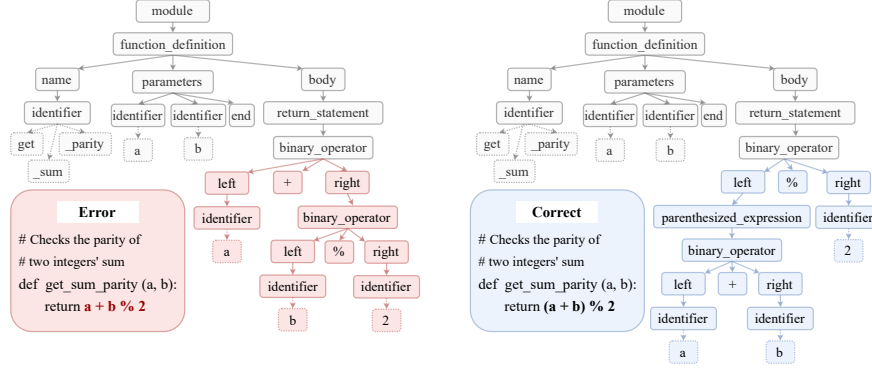 module
function_definition
name
parameters
body
identifier
identifier
identifier
end
return_statement
get
_parity
_sum
a
b
binary_operator
left
+
right
identifier
binary_operator
a
left
%
right
identifier
identifier
b
2
Error
# Checks the parity of
# two integers' sum
def get_sum_parity (a, b):
return a + b % 2
module
function_definition
name
parameters
body
identifier
identifier
identifier
end
return_statement
get
_parity
_sum
a
b
binary_operator
left
%
right
parenthesized_expression
identifier
binary_operator
2
left
+
right
identifier
identifier
a
b
Correct
# Checks the parity of
# two integers' sum
def get_sum_parity (a, b):
return (a + b) % 2